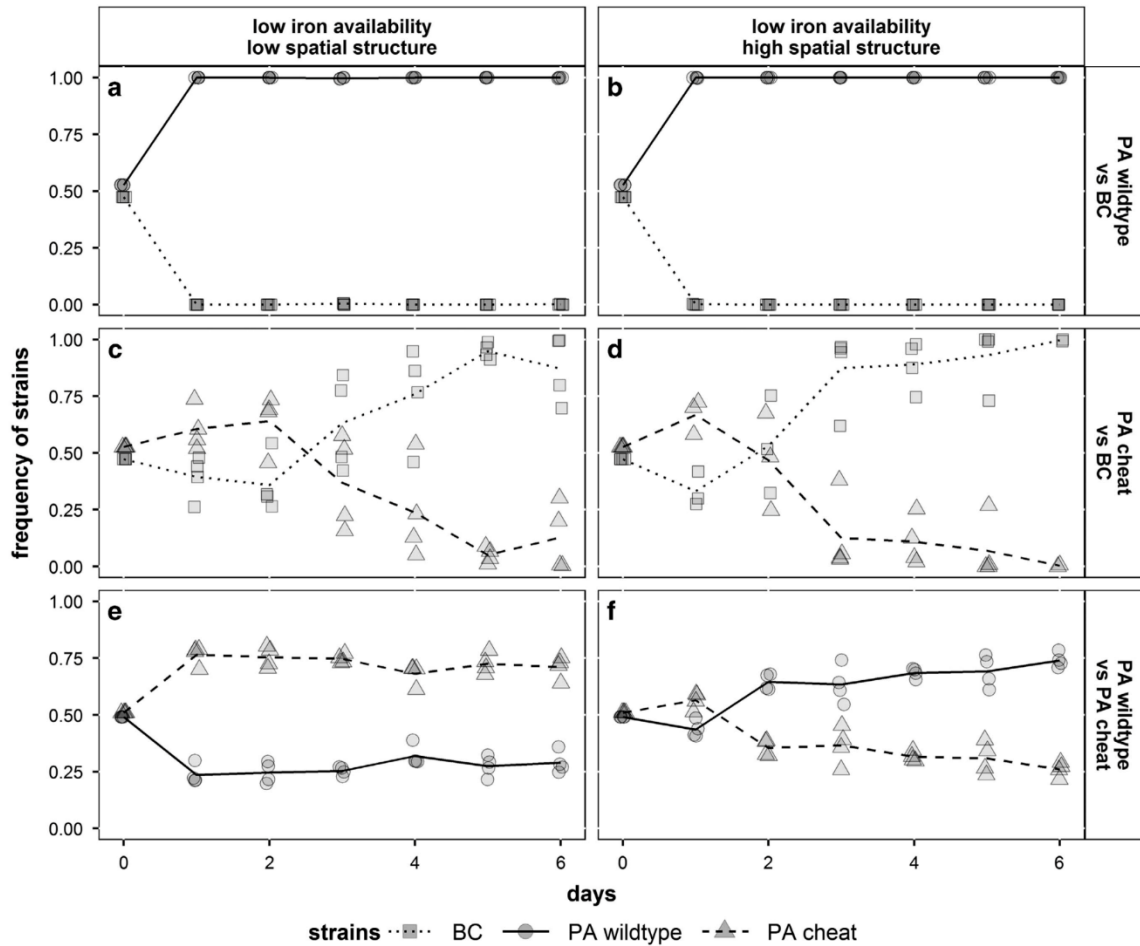 low iron availability
low spatial structure
low iron availability
high spatial structure
a
b
1.00
0.75
0.50
0.25
0.00
PA wildtype
vs BC
c
d
1.00
0.75
0.50
0.25
0.00
PA cheat
vs BC
e
f
1.00
0.75
0.50
0.25
0.00
PA wildtype
vs PA cheat
frequency of strains
0 2 4 6
0 2 4 6
days
strains BC PA wildtype PA cheat